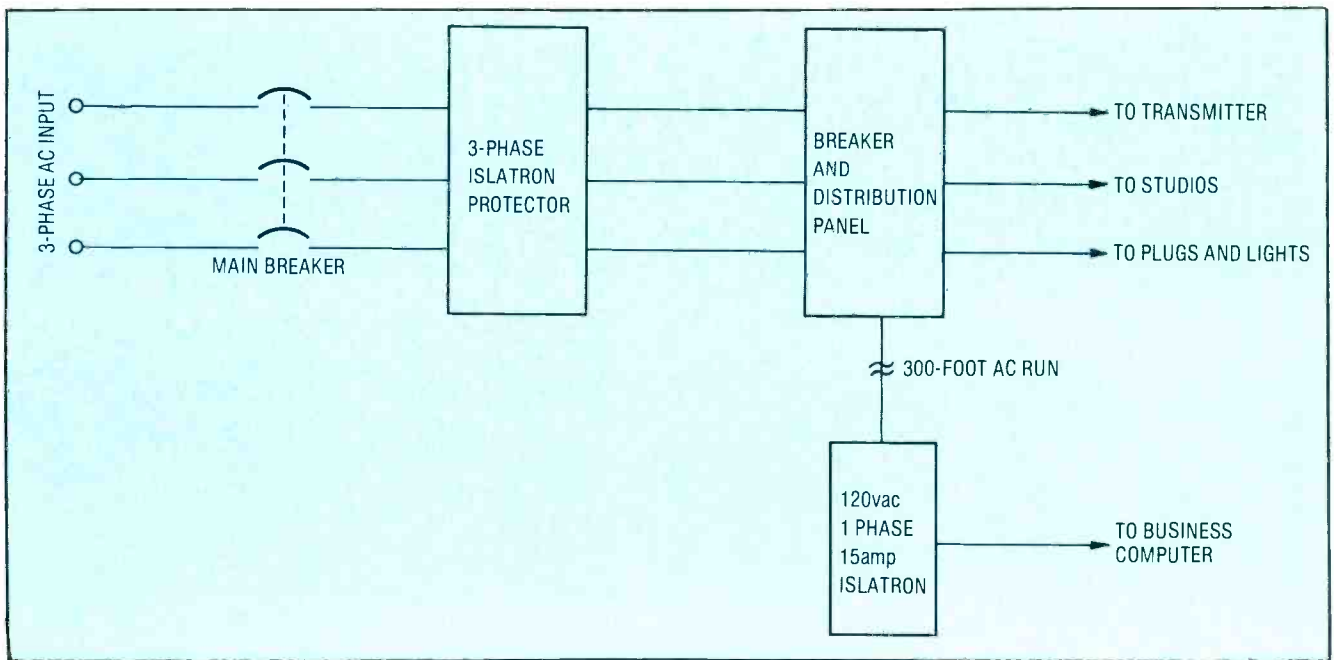 3-PHASE AC INPUT
MAIN BREAKER
3-PHASE
ISLATRON
PROTECTOR
BREAKER
AND
DISTRIBUTION
PANEL
TO TRANSMITTER
TO STUDIOS
TO PLUGS AND LIGHTS
300-FOOT AC RUN
120vac
1 PHASE
15amp
ISLATRON
TO BUSINESS
COMPUTER